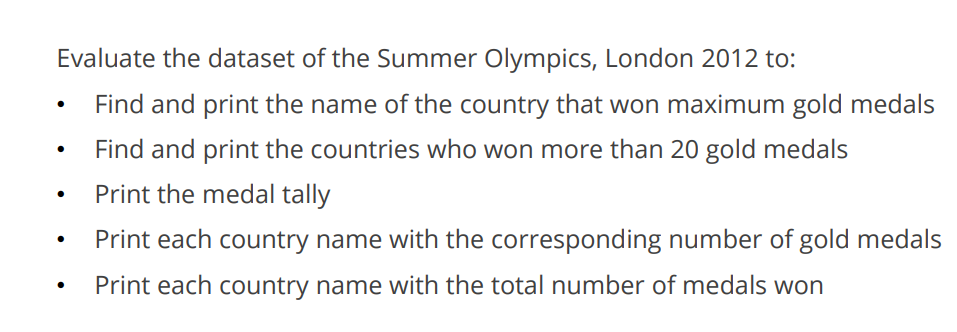 Evaluate the dataset of the Summer Olympics, London 2012 to:
• Find and print the name of the country that won maximum gold medals
• Find and print the countries who won more than 20 gold medals
• Print the medal tally
• Print each country name with the corresponding number of gold medals
• Print each country name with the total number of medals won